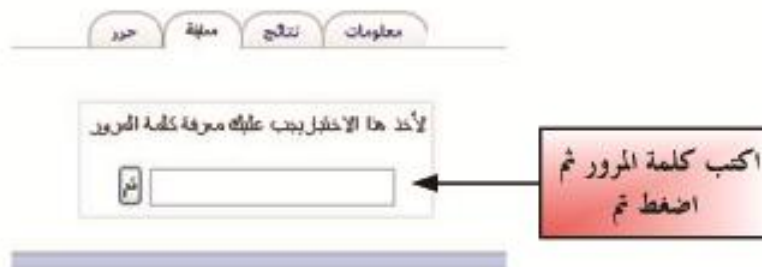 معلومات نتائج معاينة حرر
لأخذ هذا الاختبار يجب عليك معرفة كلمة المرور
تم
اكتب كلمة المرور ثم
اضغط تم